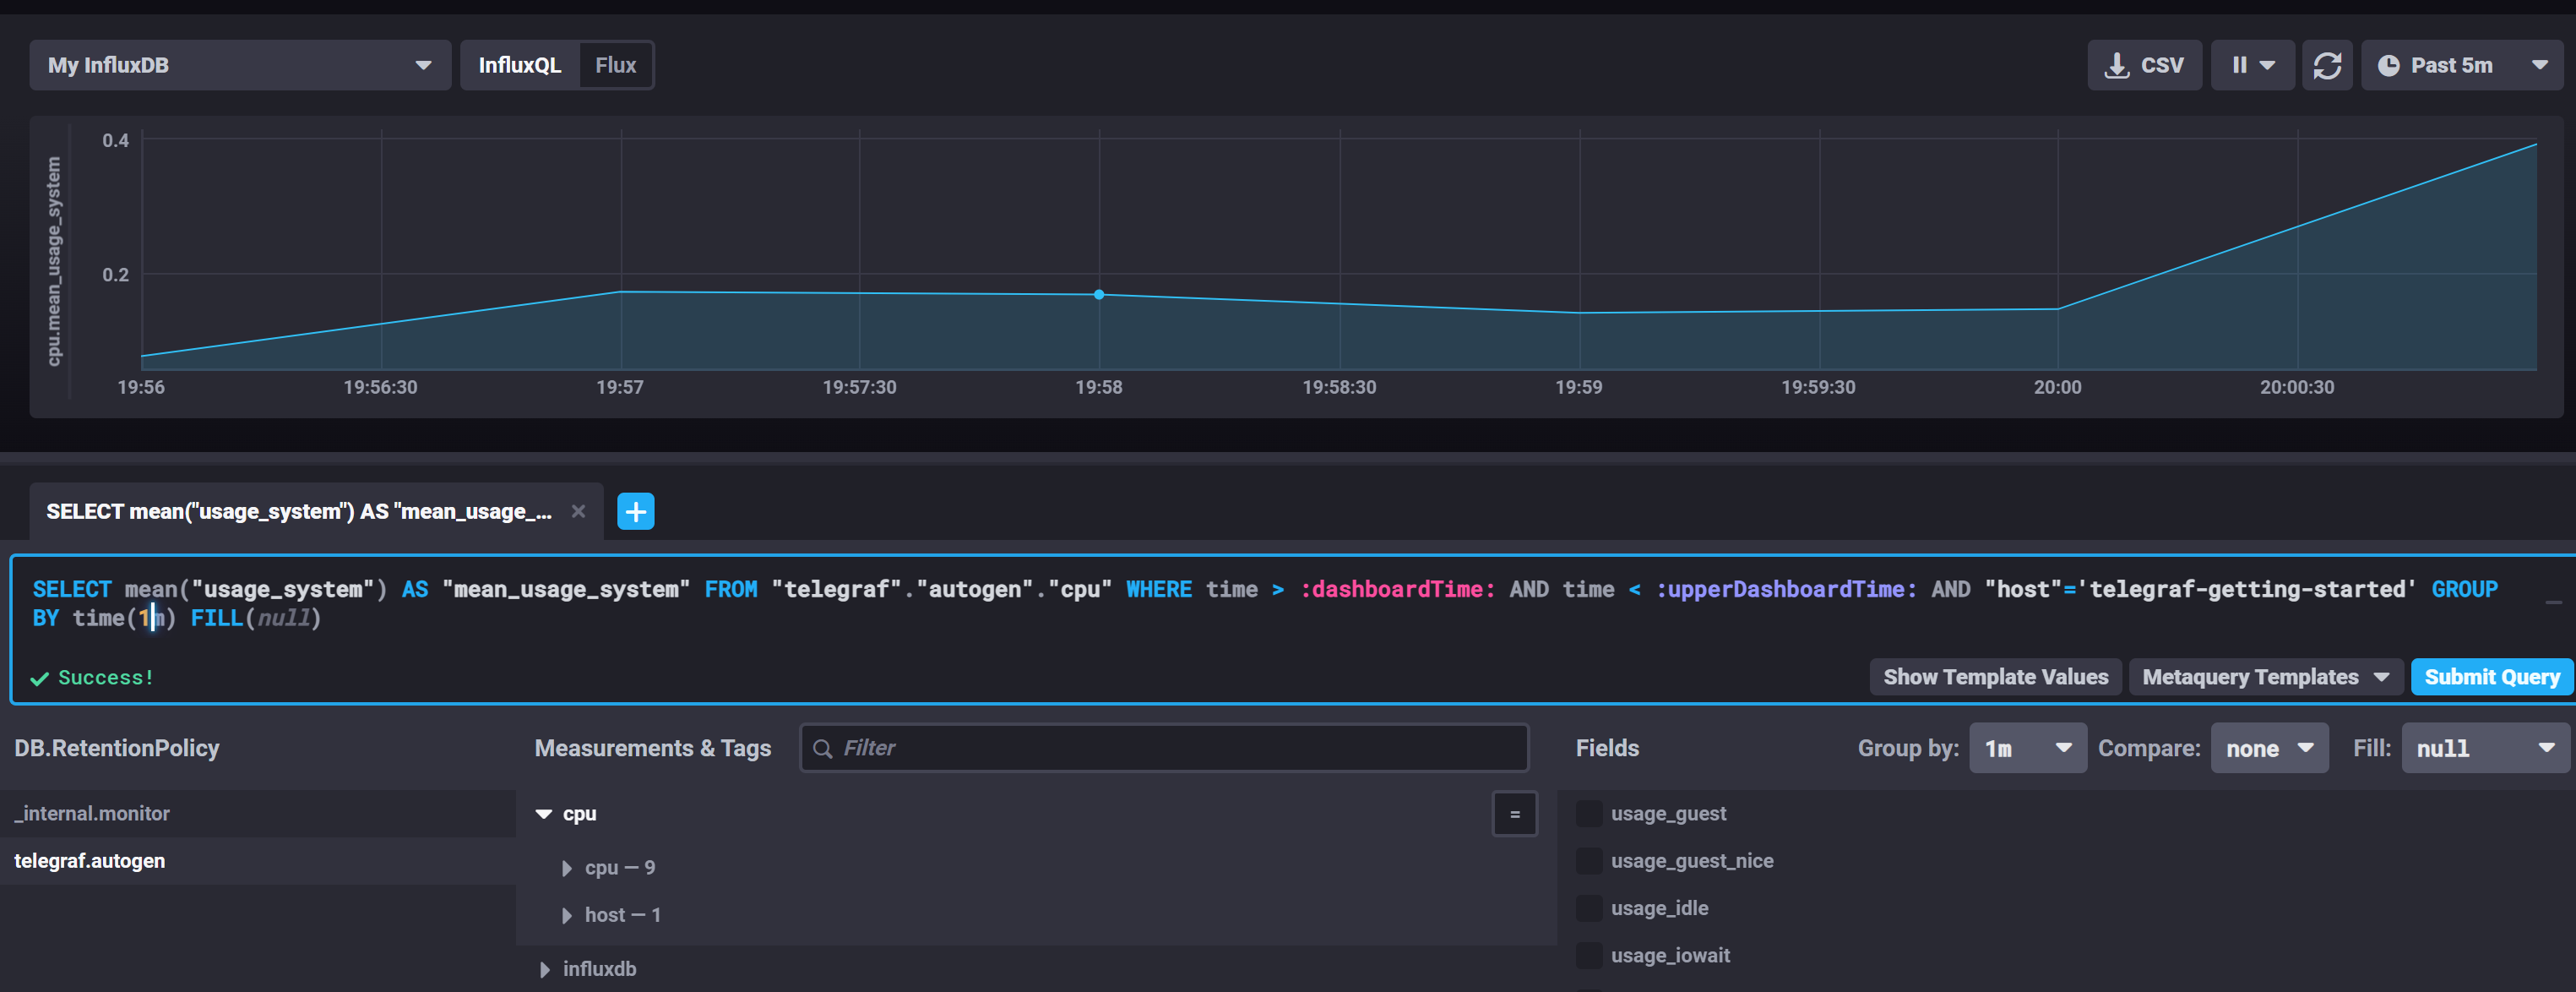 My InfluxDB
InfluxQL
Flux
CSV
Past 5m
cpu.mean_usage_system
0.4
0.2
19:56
19:56:30
19:57
19:57:30
19:58
19:58:30
19:59
19:59:30
20:00
20:00:30
SELECT mean("usage_system") AS "mean_usage_...
SELECT mean("usage_system") AS "mean_usage_system" FROM "telegraf"."autogen"."cpu" WHERE time > :dashboardTime: AND time < :upperDashboardTime: AND "host"='telegraf-getting-started' GROUP
BY time(1m) FILL(null)
Success!
Show Template Values
Metaquery Templates
Submit Query
DB.RetentionPolicy
Measurements & Tags
Filter
Fields
Group by:
1m
Compare:
none
Fill:
null
_internal.monitor
telegraf.autogen
cpu
=
cpu — 9
host — 1
influxdb
usage_guest
usage_guest_nice
usage_idle
usage_iowait